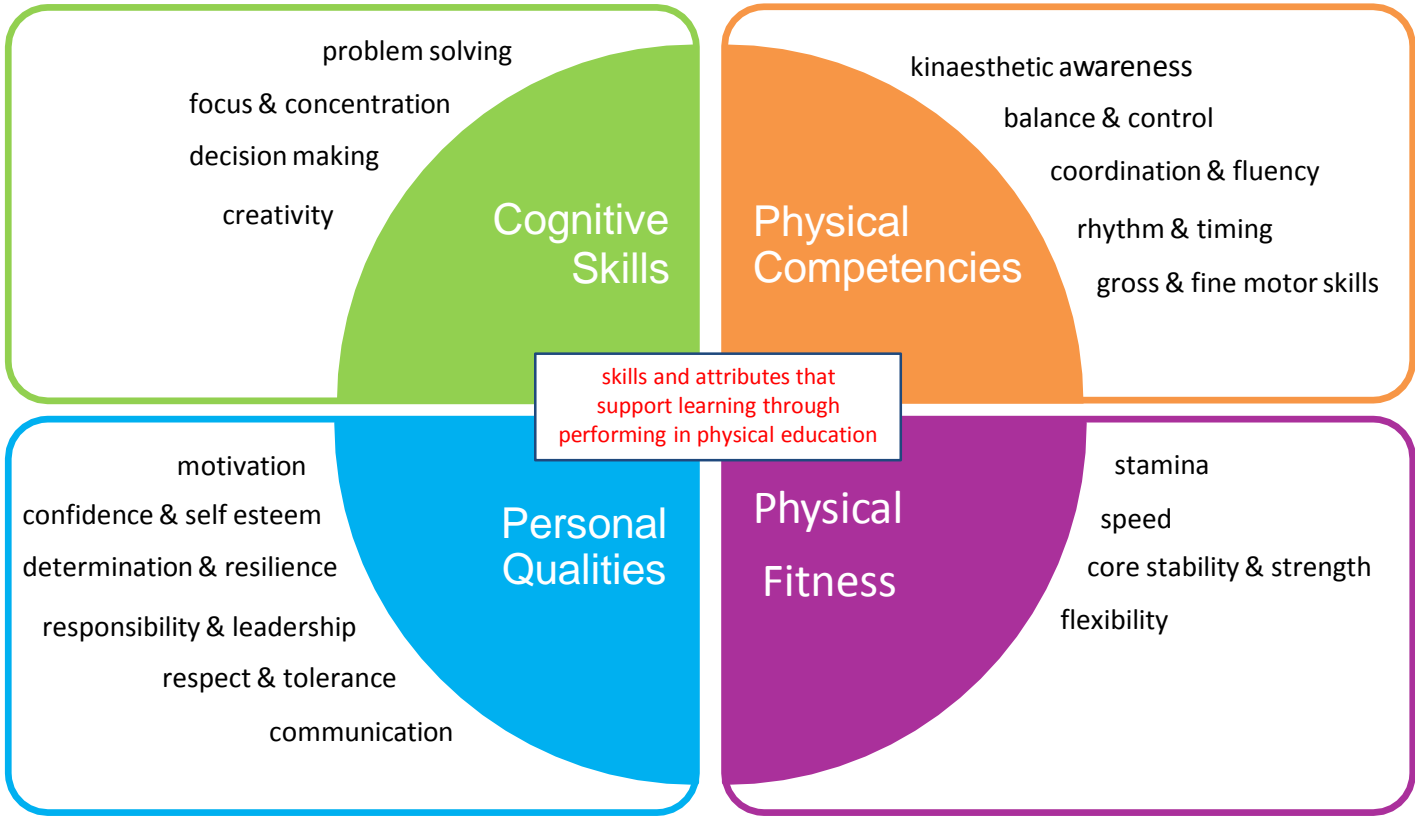 problem solving
focus & concentration
decision making
creativity
Cognitive
Skills
kinaesthetic awareness
balance & control
coordination & fluency
rhythm & timing
gross & fine motor skills
Physical
Competencies
skills and attributes that
support learning through
performing in physical education
motivation
confidence & self esteem
determination & resilience
responsibility & leadership
respect & tolerance
communication
Personal
Qualities
Physical
Fitness
stamina
speed
core stability & strength
flexibility